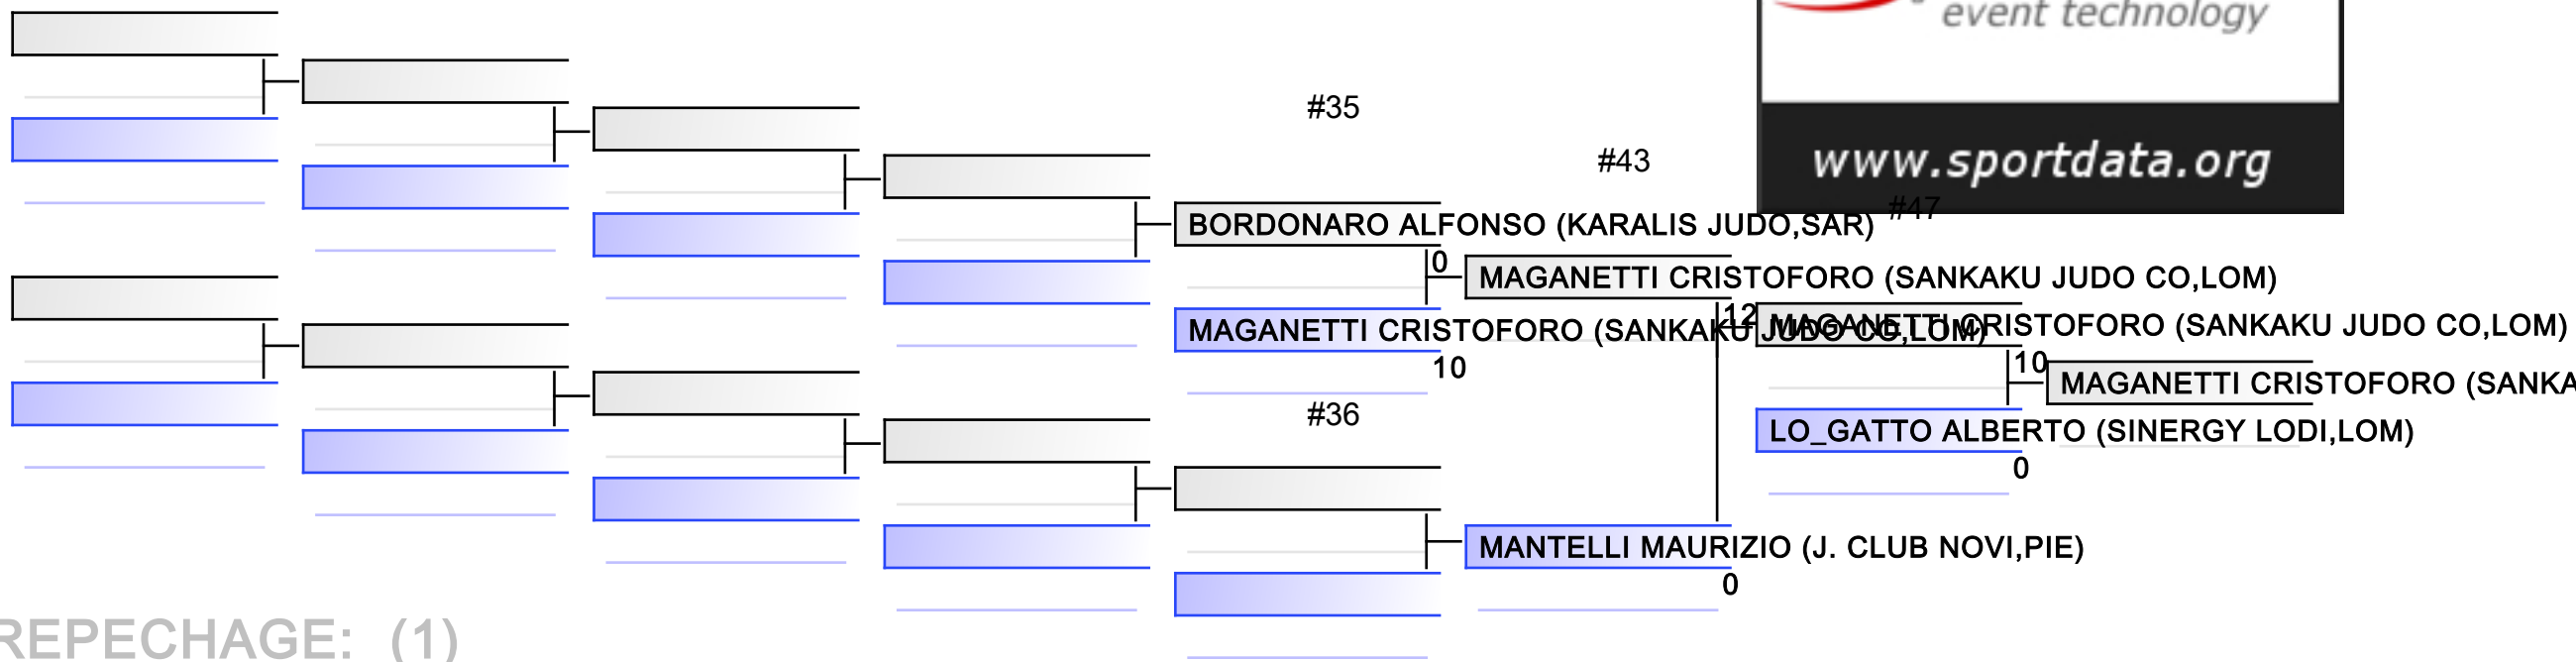 event technology
www.sportdata.org
#35
#43
#47
BORDONARO ALFONSO (KARALIS JUDO,SAR)
0
MAGANETTI CRISTOFORO (SANKAKU JUDO CO,LOM)
12
MAGANETTI CRISTOFORO (SANKAKU JUDO CO,LOM)
MAGANETTI CRISTOFORO (SANKAKU JUDO CO,LOM)
10
10
MAGANETTI CRISTOFORO (SANKA
#36
LO_GATTO ALBERTO (SINERGY LODI,LOM)
0
MANTELLI MAURIZIO (J. CLUB NOVI,PIE)
0
REPECHAGE: (1)